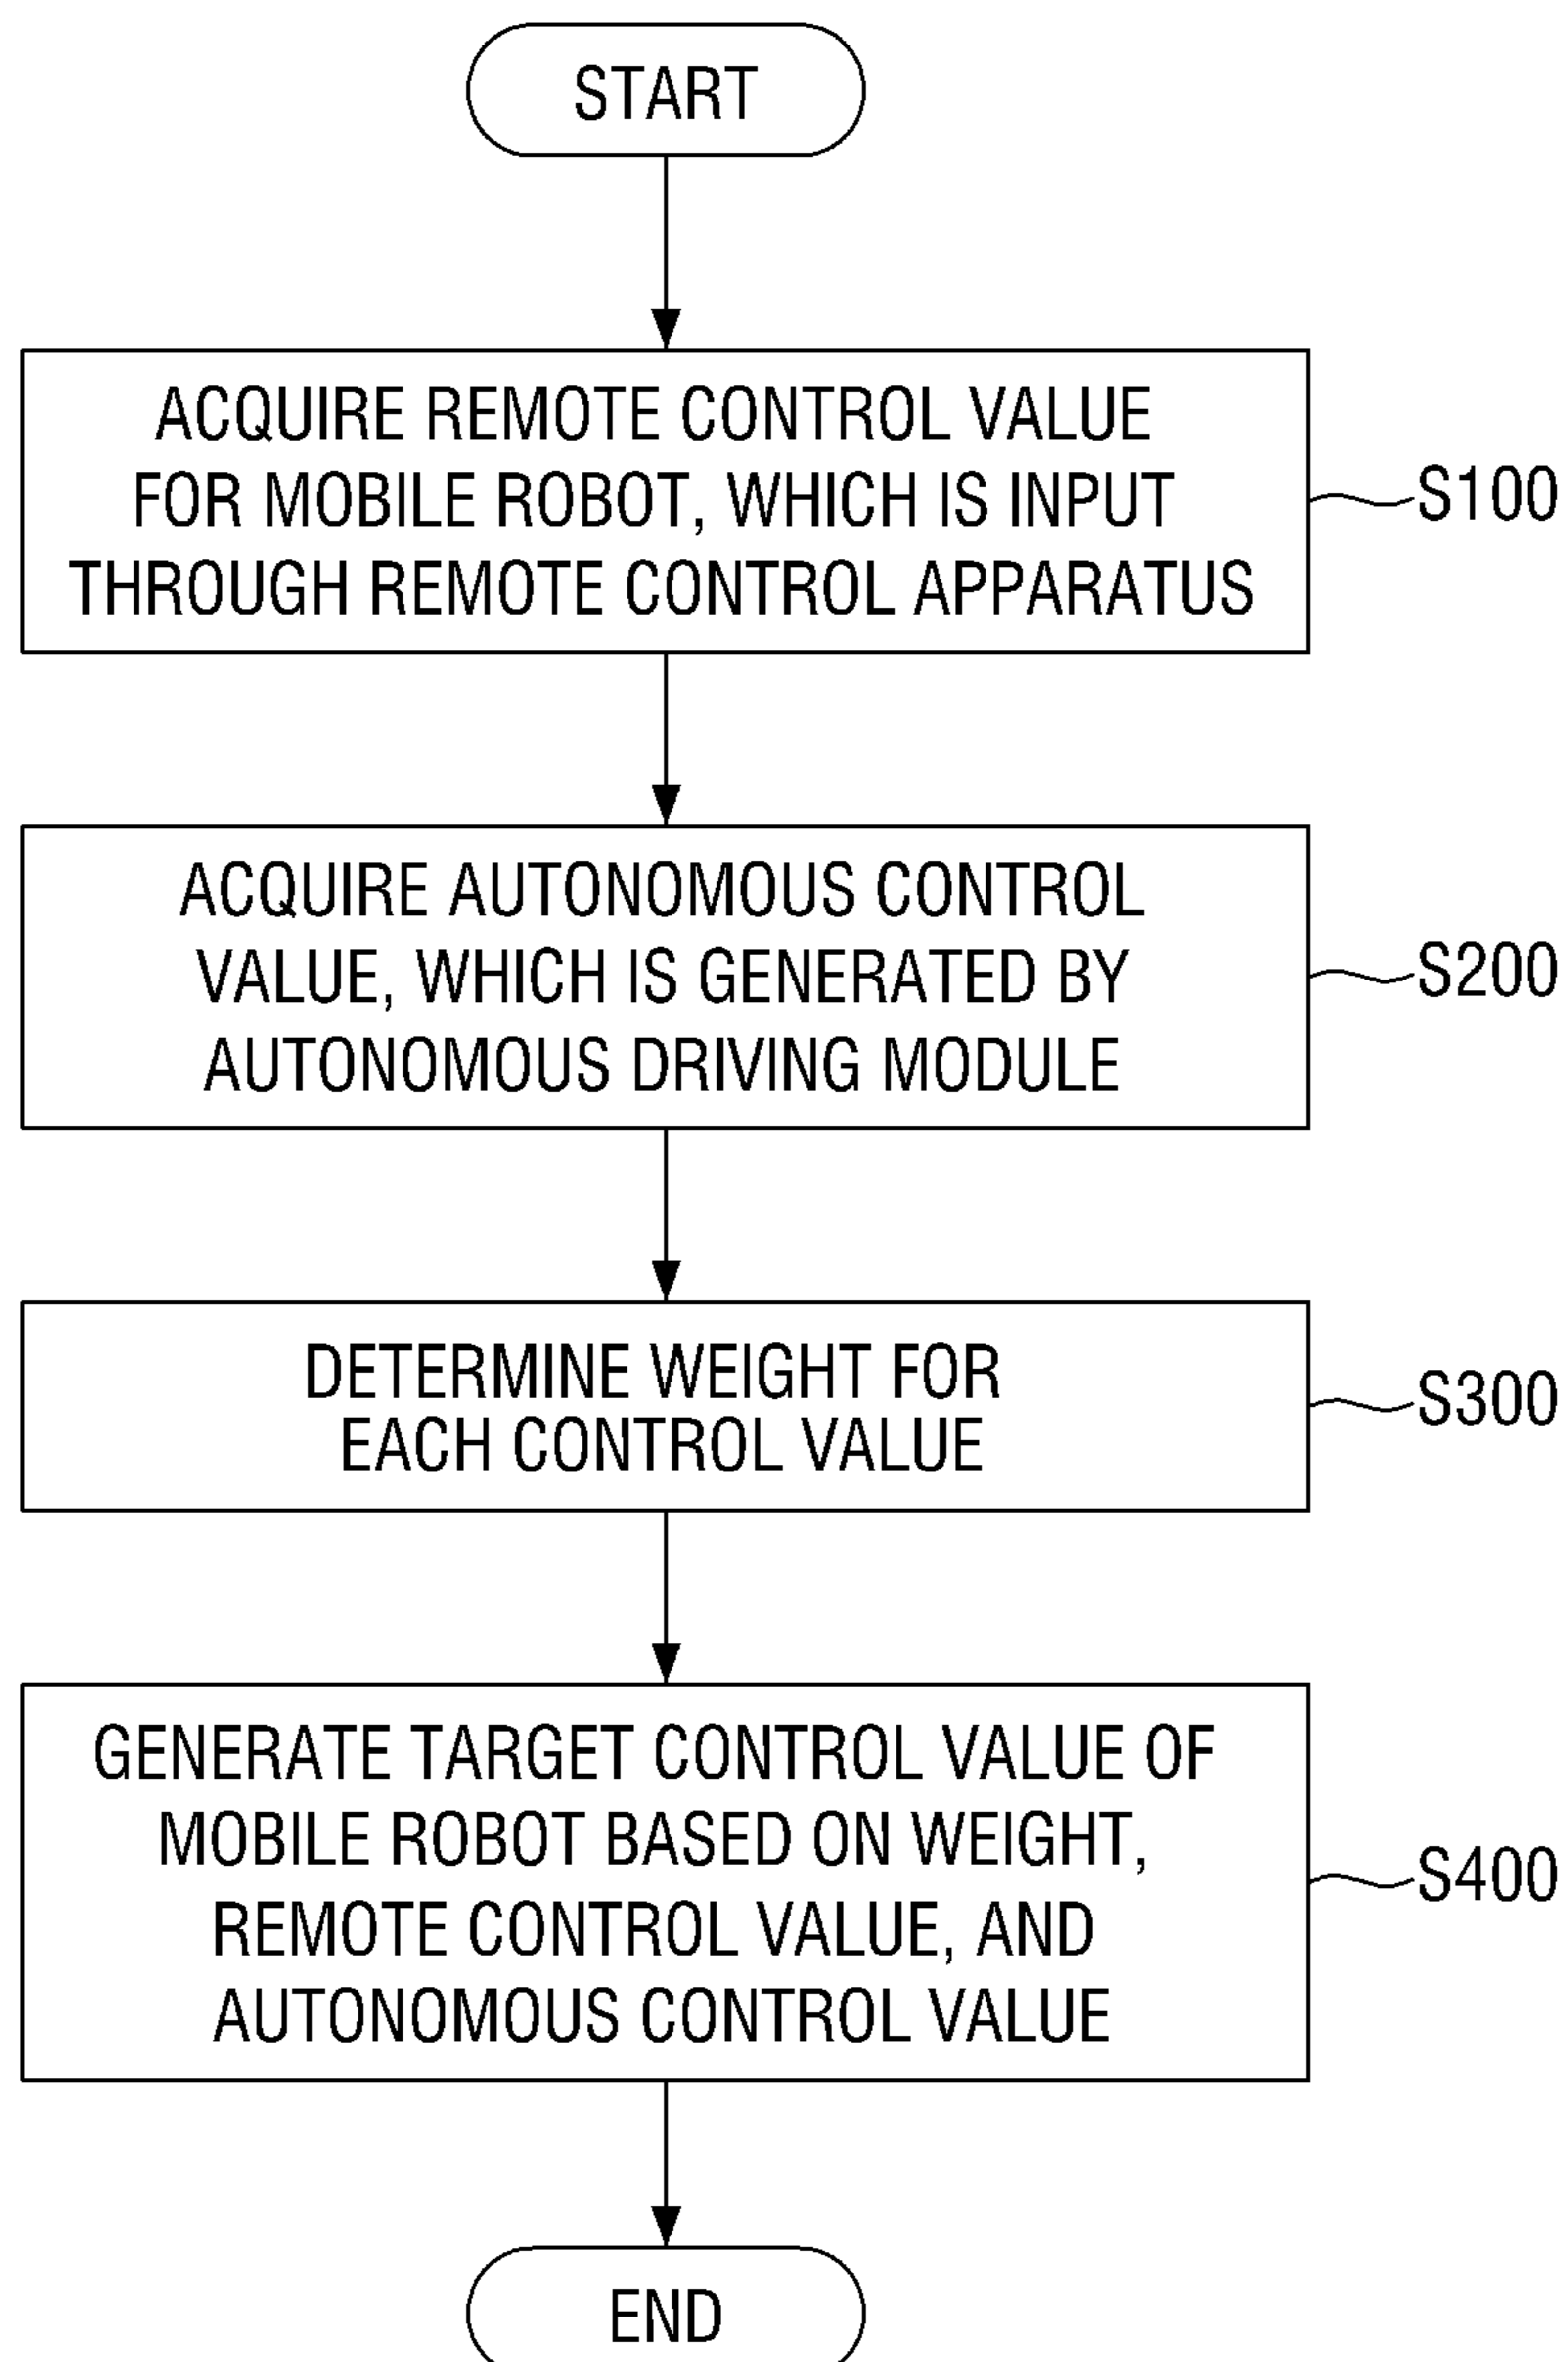 START
ACQUIRE REMOTE CONTROL VALUE
FOR MOBILE ROBOT, WHICH IS INPUT
THROUGH REMOTE CONTROL APPARATUS
S100
ACQUIRE AUTONOMOUS CONTROL
VALUE, WHICH IS GENERATED BY
AUTONOMOUS DRIVING MODULE
S200
DETERMINE WEIGHT FOR
EACH CONTROL VALUE
S300
GENERATE TARGET CONTROL VALUE OF
MOBILE ROBOT BASED ON WEIGHT,
REMOTE CONTROL VALUE, AND
AUTONOMOUS CONTROL VALUE
S400
END